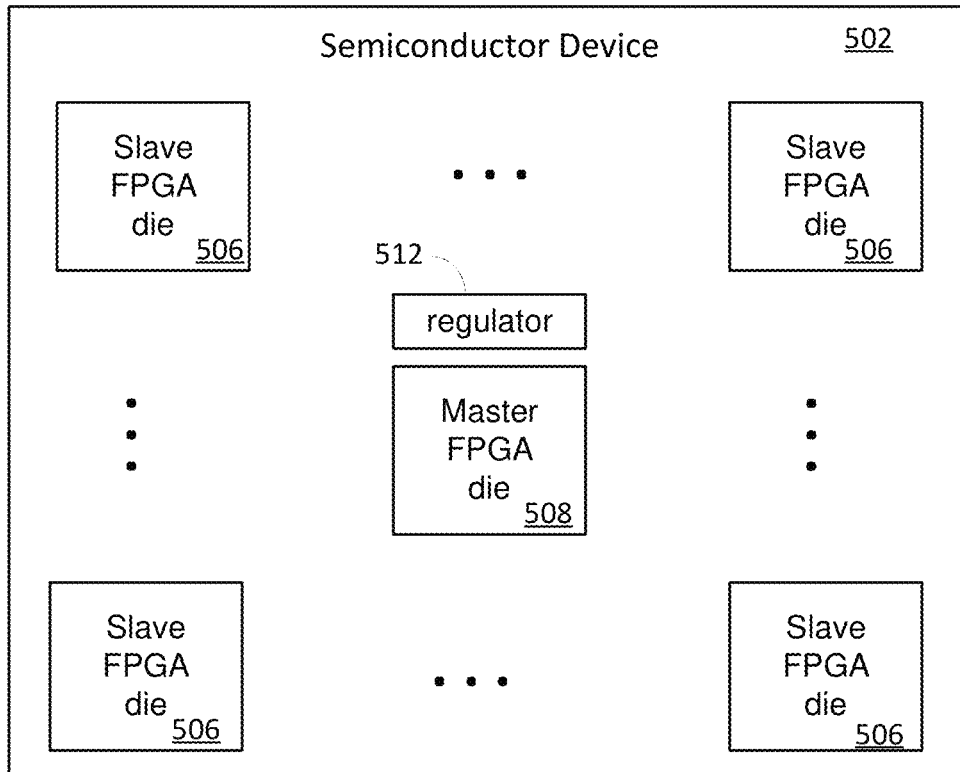 Semiconductor Device
502
Slave
FPGA
die
506
Slave
FPGA
die
506
512
regulator
Master
FPGA
die
508
Slave
FPGA
die
506
Slave
FPGA
die
506